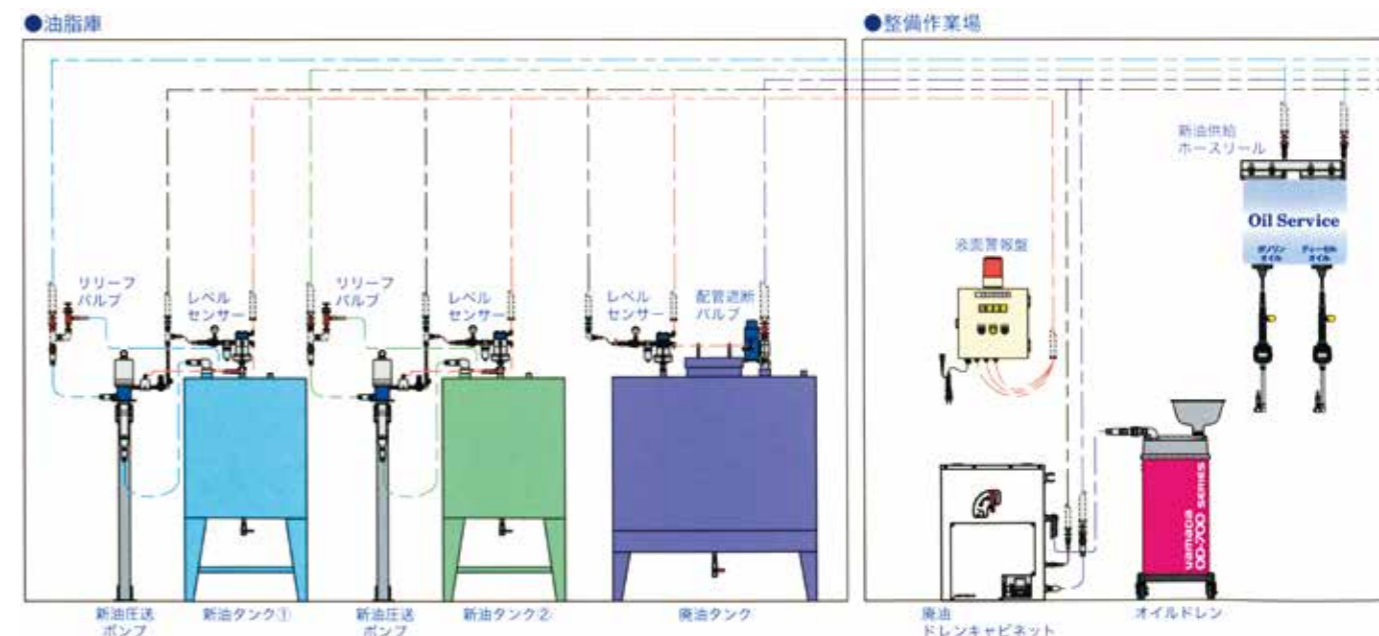 ●油脂庫
●整備作業場
新油供給
ホースリール
Oil Service
ガソリン
オイル
ディーゼル
オイル
液面警報盤
リリーフ
バルブ
レベル
センサー
リリーフ
バルブ
レベル
センサー
レベル
センサー
配管遮断
バルブ
yamada
OD-700 SERIES
新油圧送
ポンプ
新油タンク①
新油圧送
ポンプ
新油タンク②
廃油タンク
廃油
ドレンキャビネット
オイルドレン